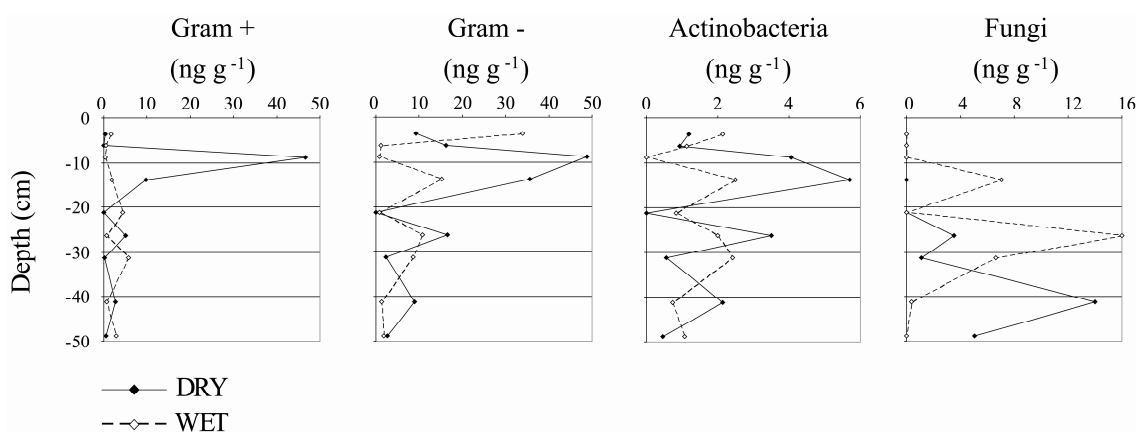 Gram + Gram - Actinobacteria Fungi
(ng g⁻¹) (ng g⁻¹) (ng g⁻¹) (ng g⁻¹)
0 10 20 30 40 50 0 10 20 30 40 50 0 2 4 6 0 4 8 12 16
Depth (cm)
0
-10
-20
-30
-40
-50
DRY
WET